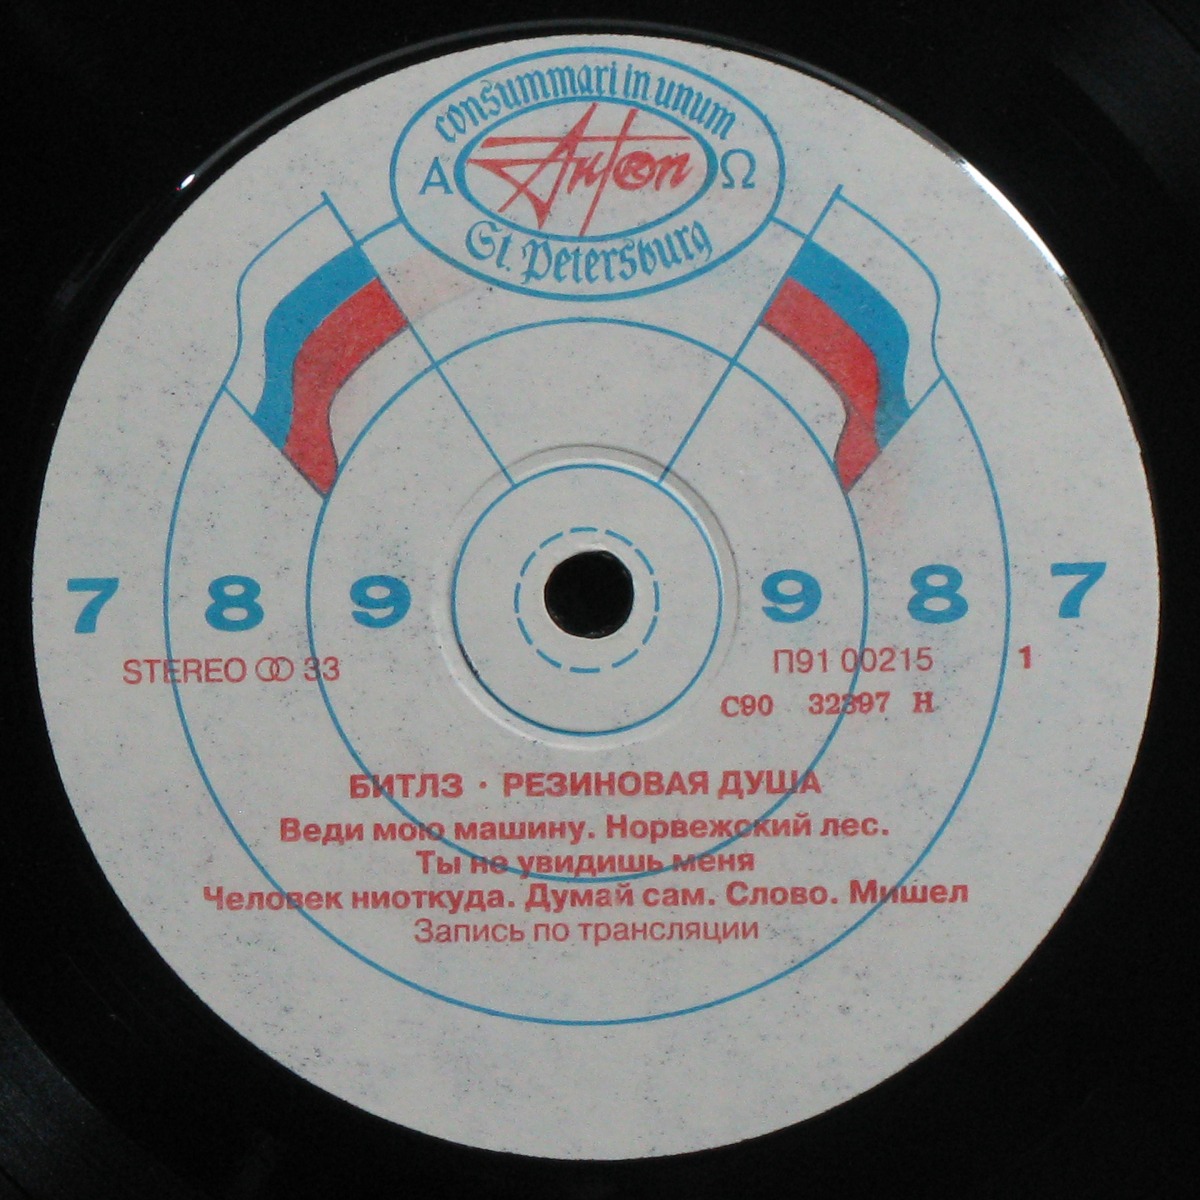 consummari in unum
Α Anton Ω
St. Petersburg
7 8 9 9 8 7
STEREO 33 П91 00215 1
С90 32397 Н
БИТЛЗ · РЕЗИНОВАЯ ДУША
Веди мою машину. Норвежский лес.
Ты не увидишь меня
Человек ниоткуда. Думай сам. Слово. Мишел
Запись по трансляции